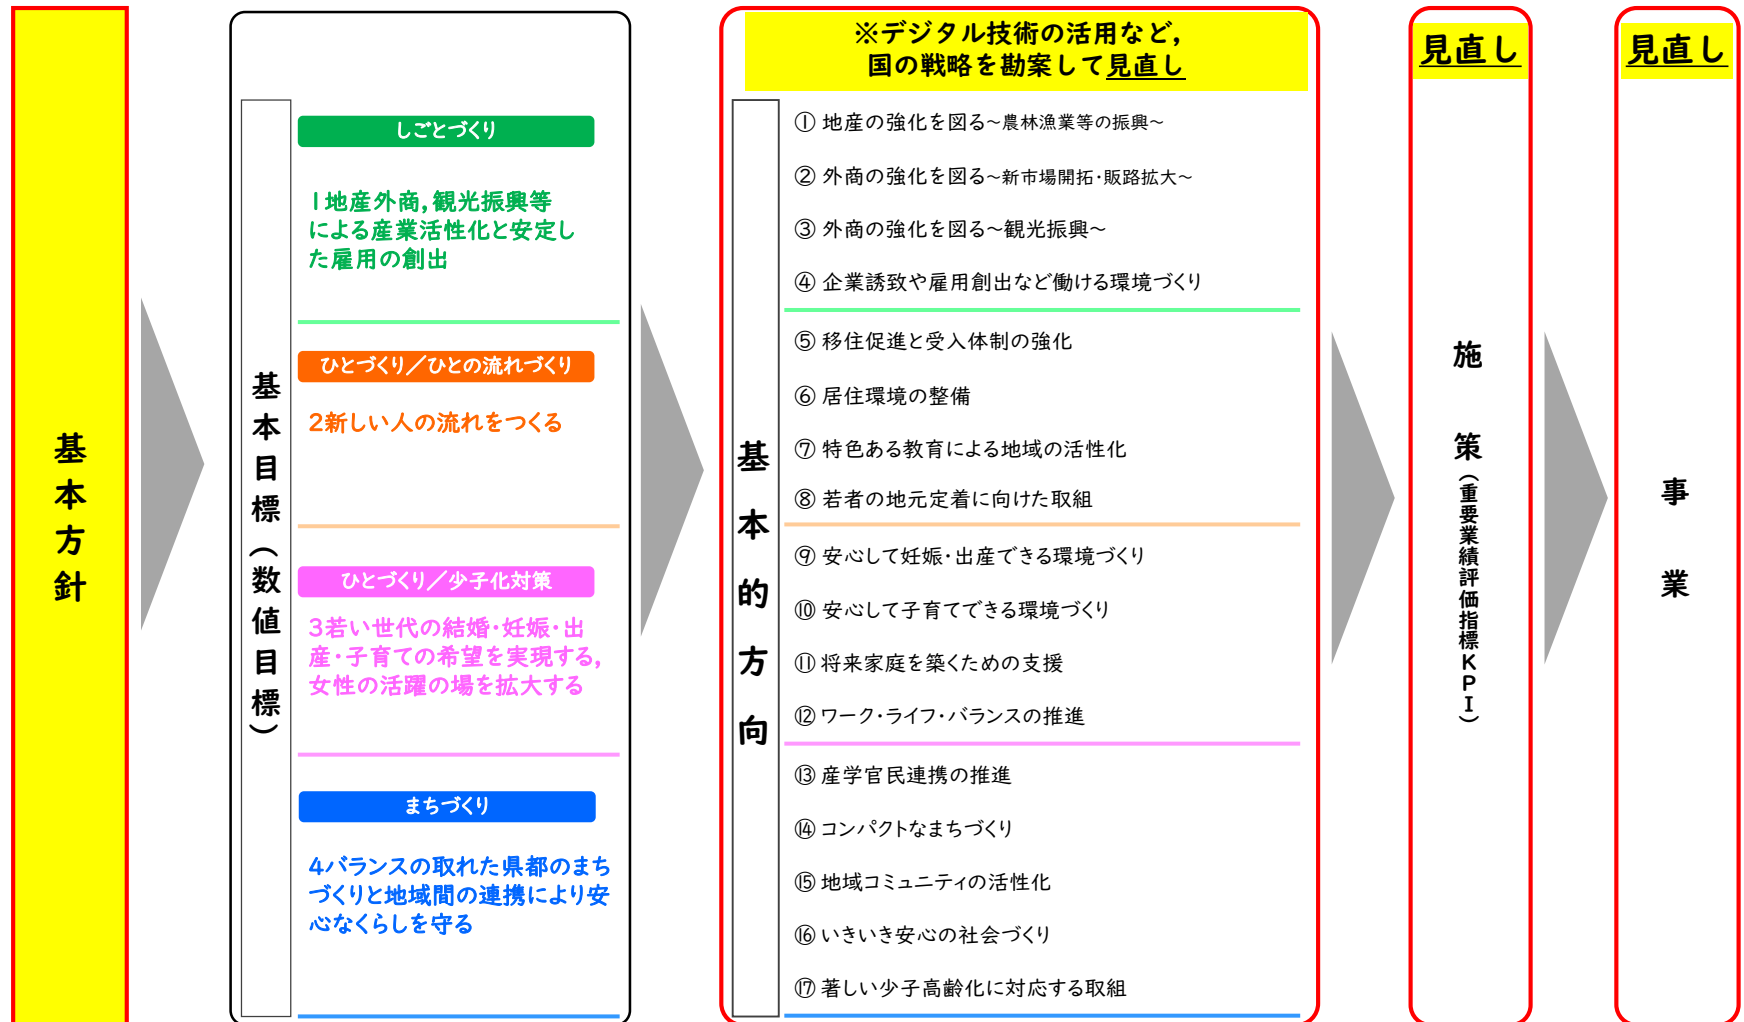 基本方針
基本目標(数値目標)
しごとづくり
1地産外商,観光振興等
による産業活性化と安定し
た雇用の創出
ひとづくり/ひとの流れづくり
2新しい人の流れをつくる
ひとづくり/少子化対策
3若い世代の結婚・妊娠・出
産・子育ての希望を実現する,
女性の活躍の場を拡大する
まちづくり
4バランスの取れた県都のまち
づくりと地域間の連携により安
心なくらしを守る
※デジタル技術の活用など,
国の戦略を勘案して見直し
基本的方向
① 地産の強化を図る~農林漁業等の振興~
② 外商の強化を図る~新市場開拓・販路拡大~
③ 外商の強化を図る~観光振興~
④ 企業誘致や雇用創出など働ける環境づくり
⑤ 移住促進と受入体制の強化
⑥ 居住環境の整備
⑦ 特色ある教育による地域の活性化
⑧ 若者の地元定着に向けた取組
⑨ 安心して妊娠・出産できる環境づくり
⑩ 安心して子育てできる環境づくり
⑪ 将来家庭を築くための支援
⑫ ワーク・ライフ・バランスの推進
⑬ 産学官民連携の推進
⑭ コンパクトなまちづくり
⑮ 地域コミュニティの活性化
⑯ いきいき安心の社会づくり
⑰ 著しい少子高齢化に対応する取組
見直し
施策(重要業績評価指標KPI)
見直し
事業